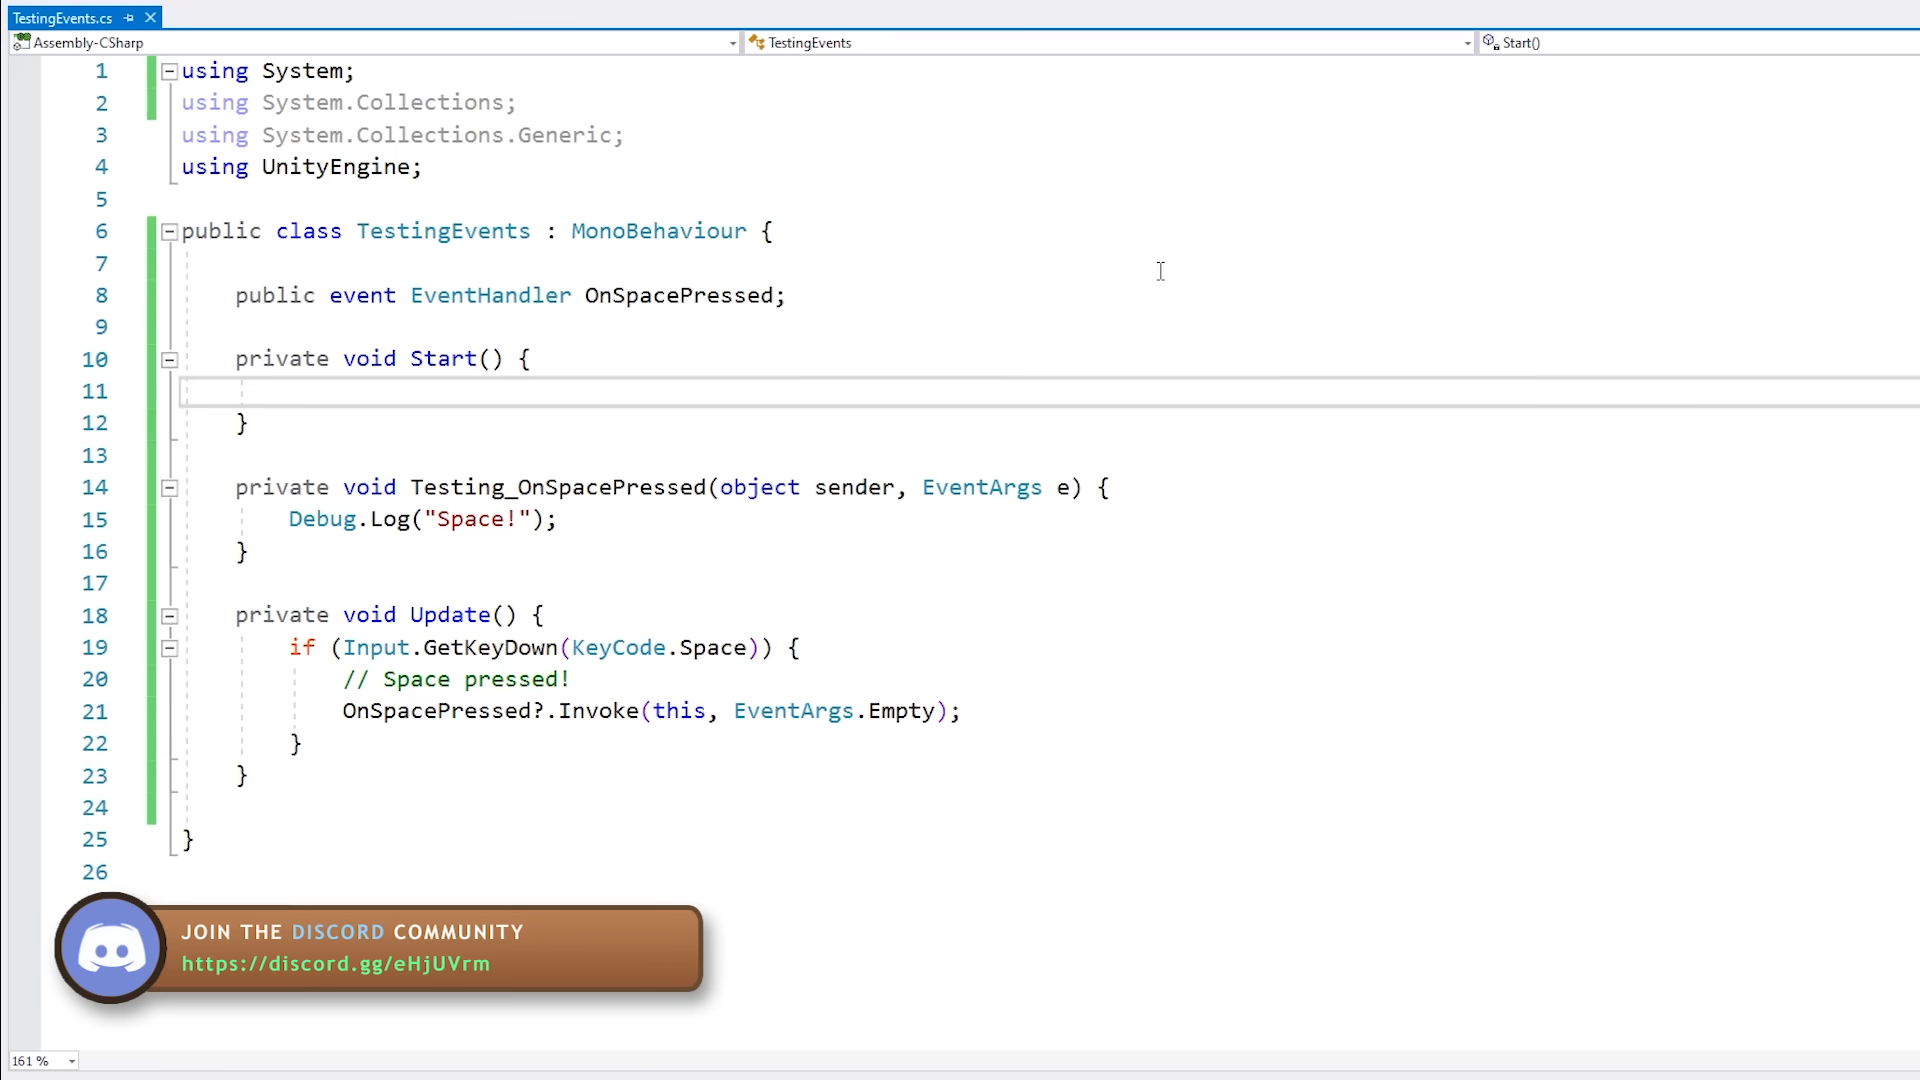 TestingEvents.cs
Assembly-CSharp
TestingEvents
Start()
1 using System;
2 using System.Collections;
3 using System.Collections.Generic;
4 using UnityEngine;
5
6 public class TestingEvents : MonoBehaviour {
7
8 public event EventHandler OnSpacePressed;
9
10 private void Start() {
11
12 }
13
14 private void Testing_OnSpacePressed(object sender, EventArgs e) {
15 Debug.Log("Space!");
16 }
17
18 private void Update() {
19 if (Input.GetKeyDown(KeyCode.Space)) {
20 // Space pressed!
21 OnSpacePressed?.Invoke(this, EventArgs.Empty);
22 }
23 }
24
25 }
26
JOIN THE DISCORD COMMUNITY
https://discord.gg/eHjUVrm
161 %